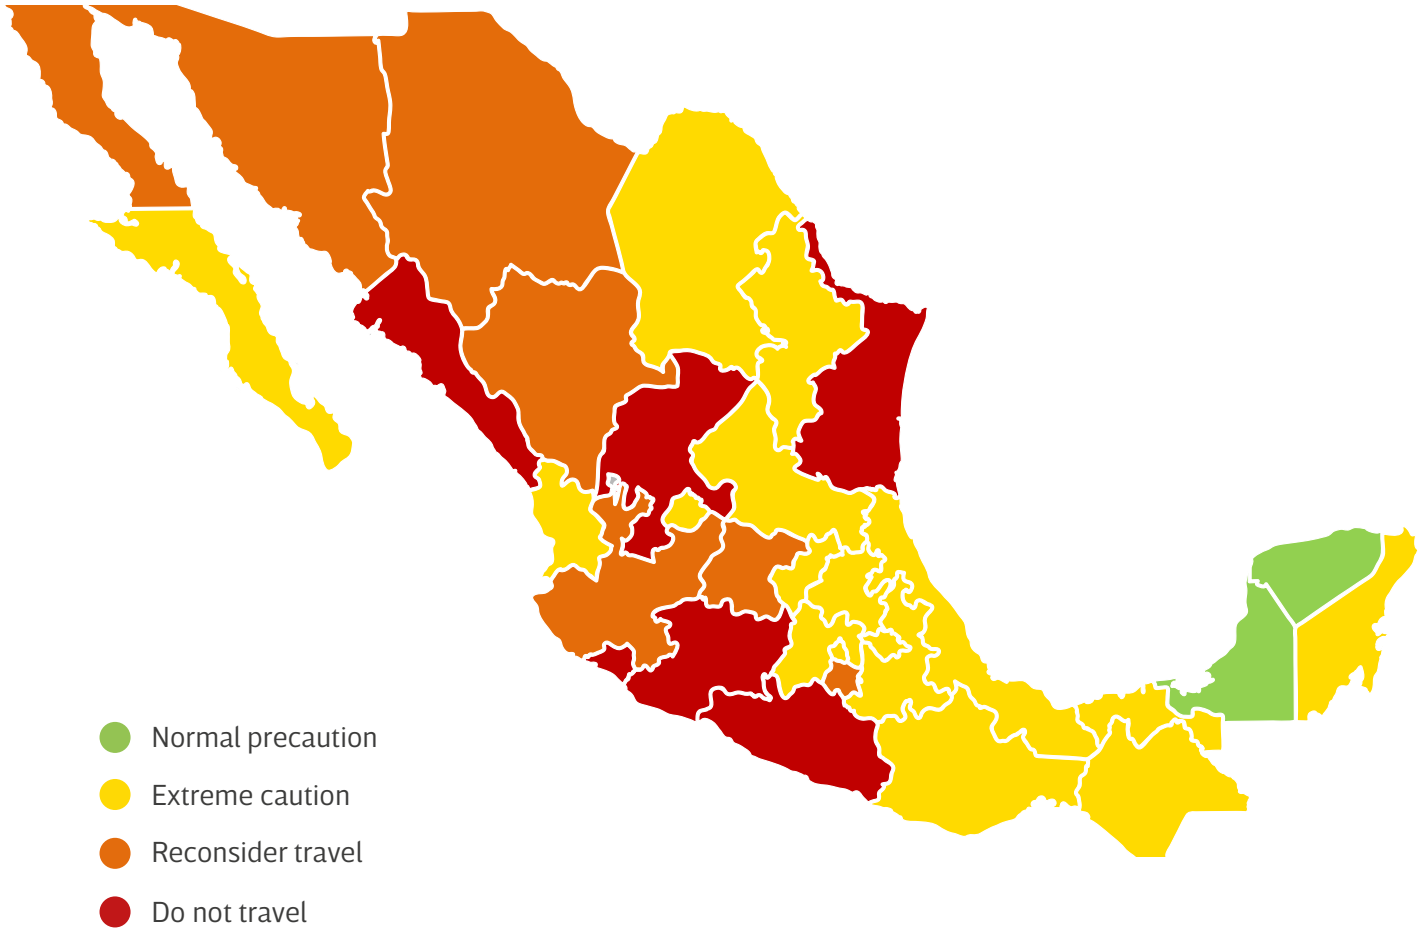 Normal precaution
Extreme caution
Reconsider travel
Do not travel